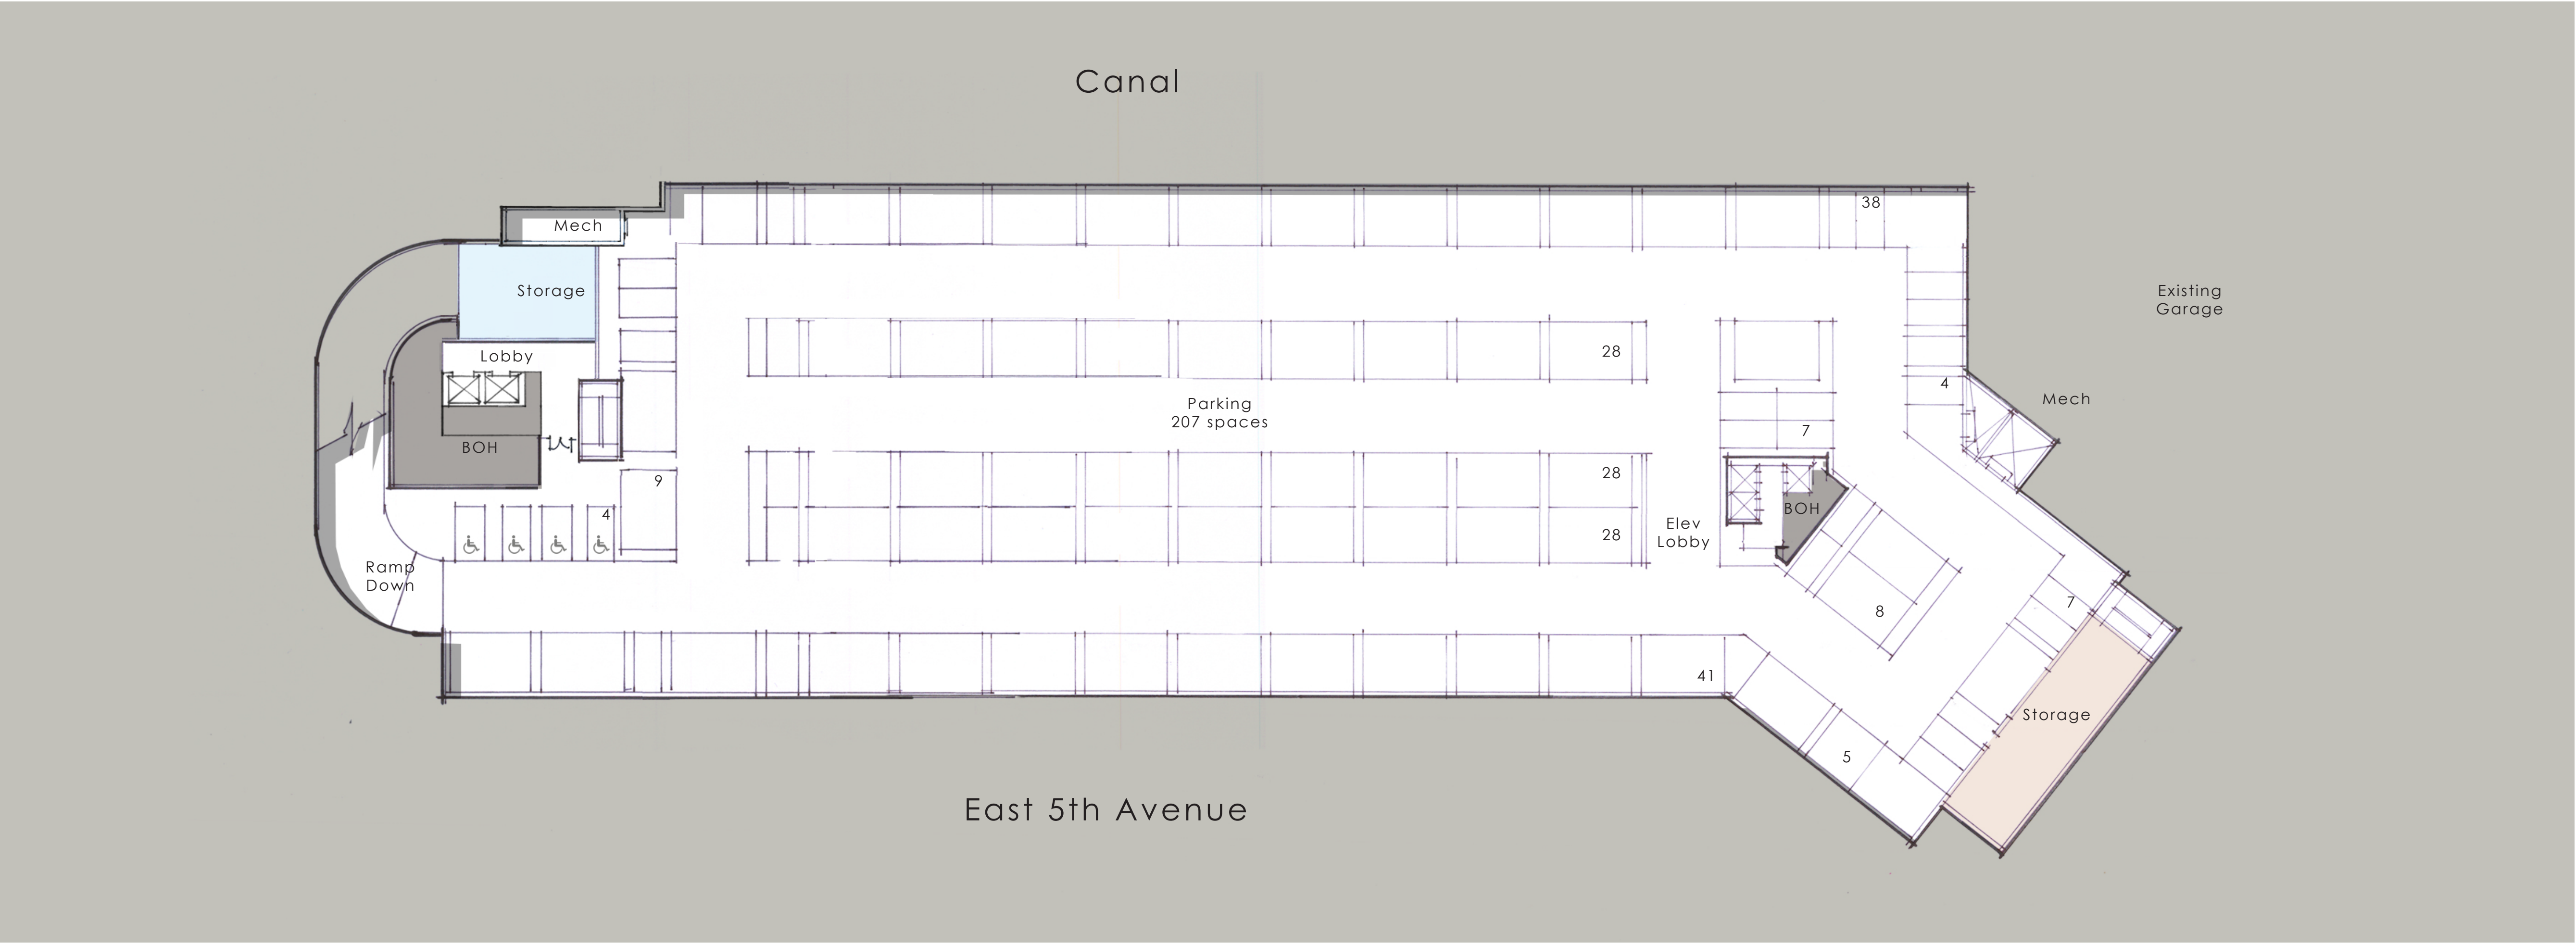 Canal
38
Mech
Storage
Existing
Garage
Lobby
28
4
Mech
Parking
207 spaces
7
BOH
28
9
4
BOH
Elev
Lobby
28
Ramp
Down
7
8
41
Storage
5
East 5th Avenue